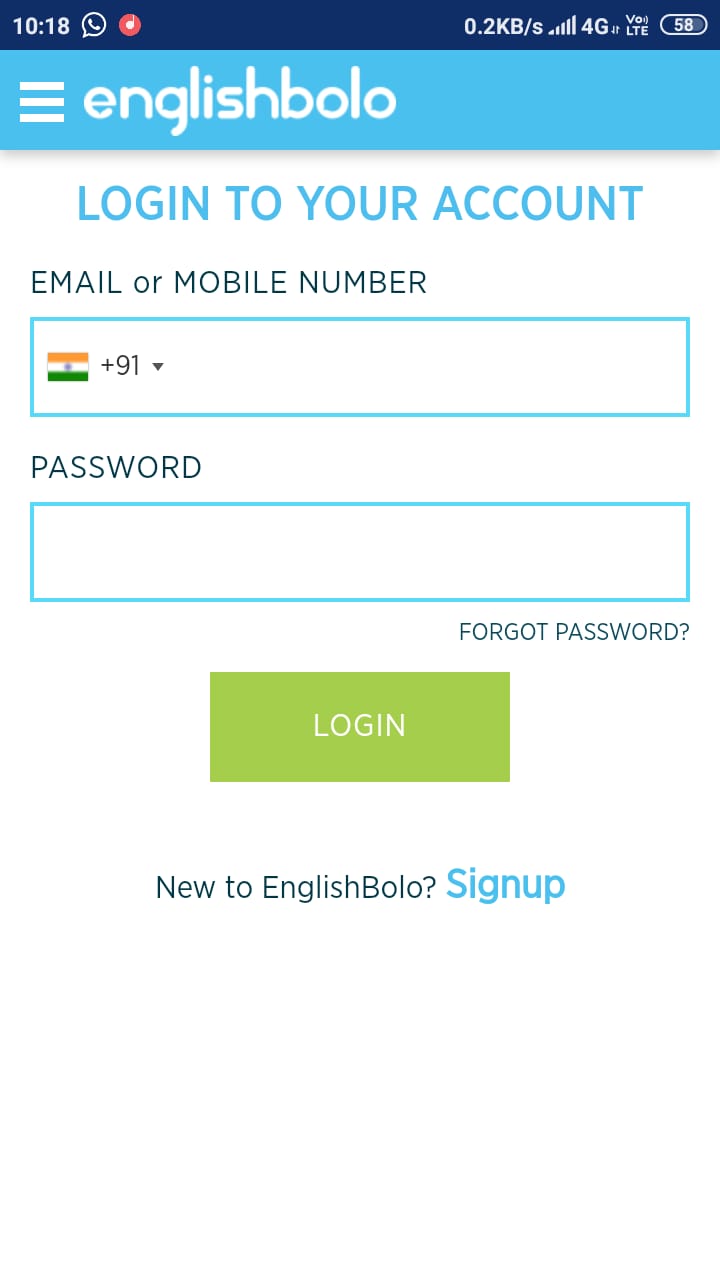 10:18 0.2KB/s 4G Vo) LTE 58
englishbolo
LOGIN TO YOUR ACCOUNT
EMAIL or MOBILE NUMBER
+91
PASSWORD
FORGOT PASSWORD?
LOGIN
New to EnglishBolo? Signup